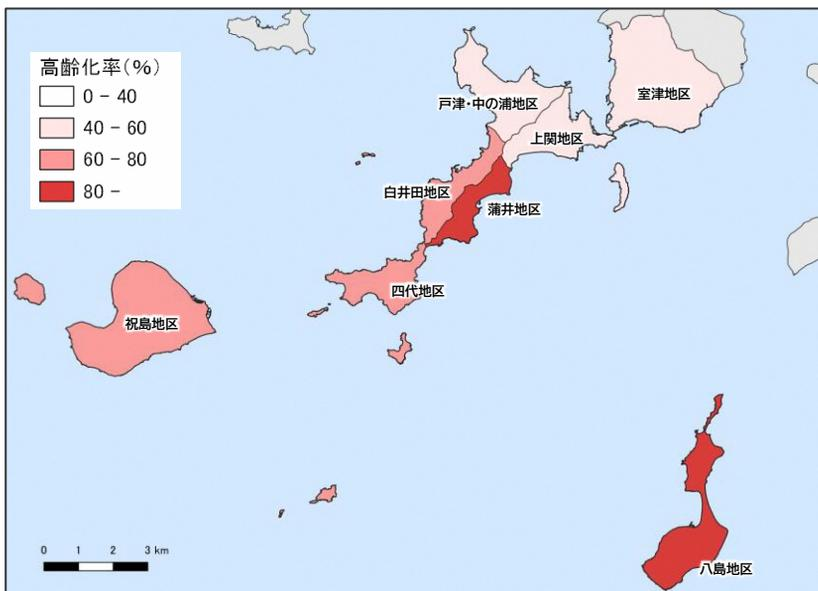 高齢化率(%)
0 - 40
40 - 60
60 - 80
80 -
戸津・中の浦地区
室津地区
上関地区
白井田地区
蒲井地区
四代地区
祝島地区
八島地区
0 1 2 3 km